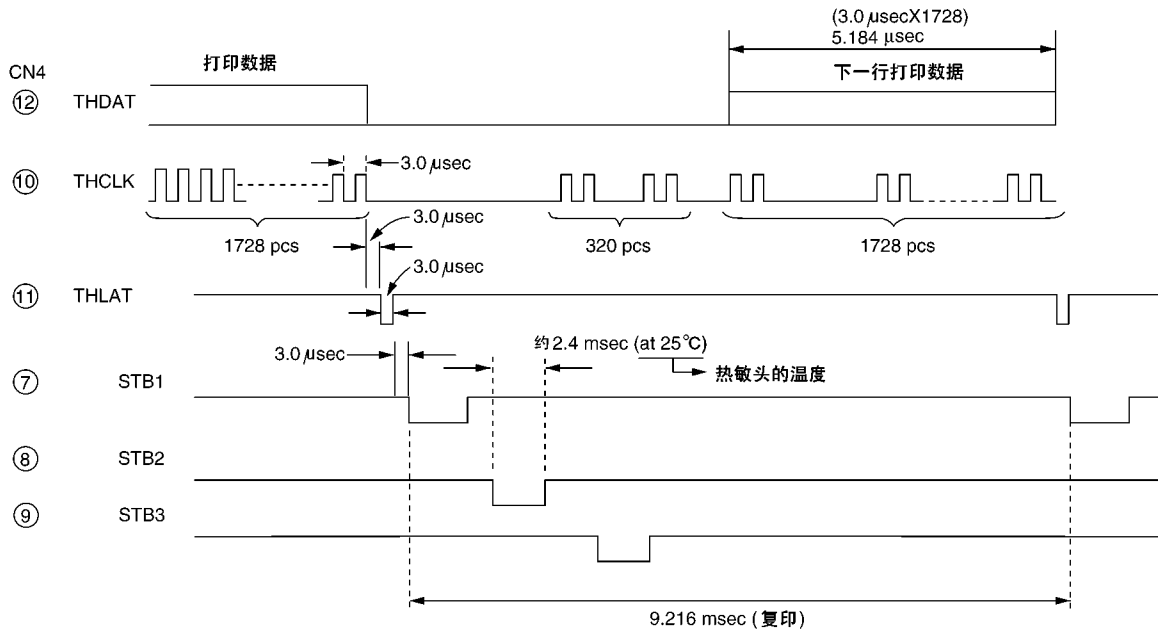 (3.0 μsecX1728)
5.184 μsec
打印数据
下一行打印数据
CN4
⑫ THDAT
⑩ THCLK
3.0 μsec
1728 pcs
3.0 μsec
320 pcs
1728 pcs
3.0 μsec
⑪ THLAT
3.0 μsec
约2.4 msec (at 25℃)
热敏头的温度
⑦ STB1
⑧ STB2
⑨ STB3
9.216 msec (复印)